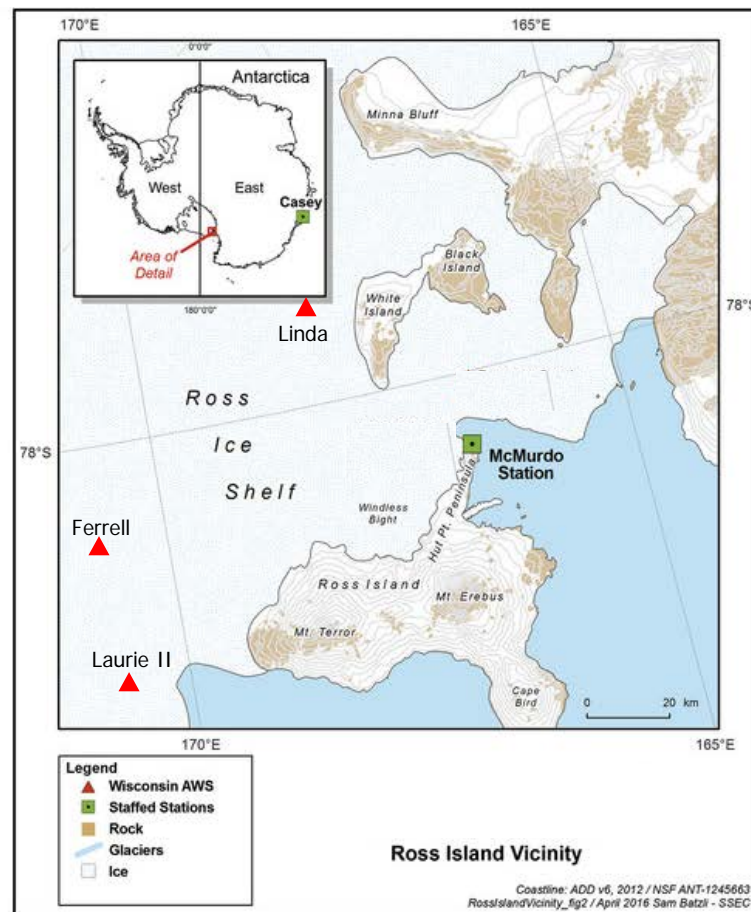 170°E
165°E
0°0'0"
Antarctica
West
East
Casey
Area of
Detail
180°0'0"
Minna Bluff
Black
Island
White
Island
78°S
Linda
Ross
Ice
Shelf
78°S
McMurdo
Station
Hut Pt. Peninsula
Windless
Bight
Ferrell
Ross Island
Mt. Erebus
Mt. Terror
Laurie II
Cape
Bird
0 20 km
170°E
165°E
Legend
Wisconsin AWS
Staffed Stations
Rock
Glaciers
Ice
Ross Island Vicinity
Coastline: ADD v6, 2012 / NSF ANT-1245663
RossIslandVicinity_fig2 / April 2016 Sam Batzli - SSEC